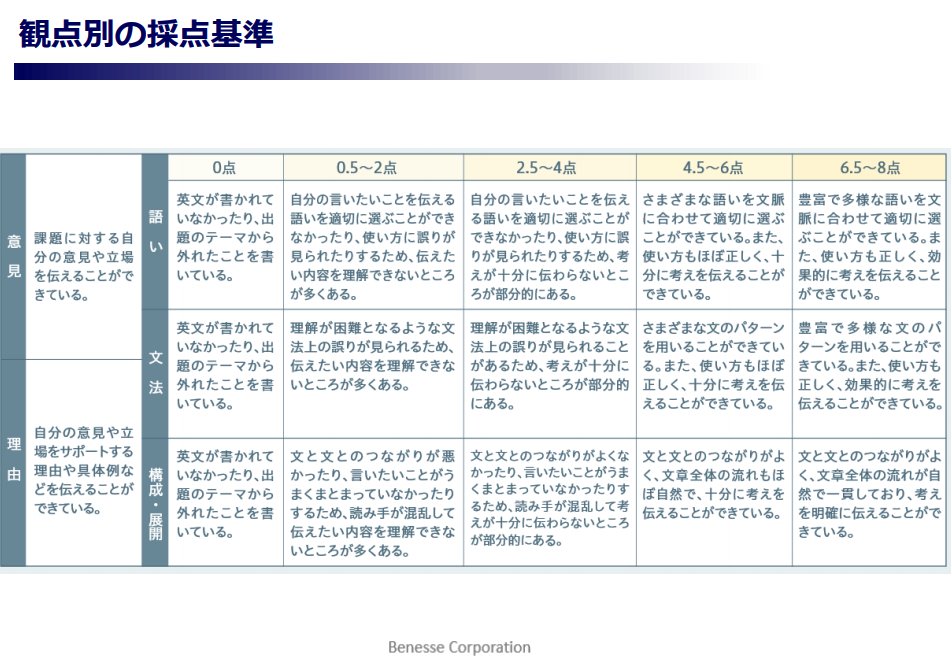 観点別の採点基準
0点
0.5～2点
2.5～4点
4.5～6点
6.5～8点
意見
課題に対する自
分の意見や立場
を伝えることがで
きている。
理由
自分の意見や立
場をサポートする
理由や具体例な
どを伝えることが
できている。
語い
英文が書かれて
いなかったり、出
題のテーマから
外れたことを書
いている。
自分の言いたいことを伝える
語いを適切に選ぶことができ
なかったり、使い方に誤りが
見られたりするため、伝えた
い内容を理解できないところ
が多くある。
自分の言いたいことを伝え
る語いを適切に選ぶことが
できなかったり、使い方に誤
りが見られたりするため、考
えが十分に伝わらないとこ
ろが部分的にある。
さまざまな語いを文脈
に合わせて適切に選ぶ
ことができている。また、
使い方もほぼ正しく、十
分に考えを伝えることが
できている。
豊富で多様な語いを文
脈に合わせて適切に選
ぶことができている。ま
た、使い方も正しく、効
果的に考えを伝えること
ができている。
文法
英文が書かれて
いなかったり、出
題のテーマから
外れたことを書
いている。
理解が困難となるような文
法上の誤りが見られるため、
伝えたい内容を理解できな
いところが多くある。
理解が困難となるような文
法上の誤りが見られること
があるため、考えが十分に
伝わらないところが部分的
にある。
さまざまな文のパターン
を用いることができてい
る。また、使い方もほぼ
正しく、十分に考えを伝
えることができている。
豊富で多様な文のパ
ターンを用いることがで
きている。また、使い方も
正しく、効果的に考えを
伝えることができている。
構成・展開
英文が書かれて
いなかったり、出
題のテーマから
外れたことを書
いている。
文と文とのつながりが悪
かったり、言いたいことがう
まくまとまっていなかったり
するため、読み手が混乱して
伝えたい内容を理解できな
いところが多くある。
文と文とのつながりがよくな
かったり、言いたいことがうま
くまとまっていなかったりす
るため、読み手が混乱して考
えが十分に伝わらないところ
が部分的にある。
文と文とのつながりがよ
く、文章全体の流れもほ
ぼ自然で、十分に考えを
伝えることができている。
文と文とのつながりがよ
く、文章全体の流れが自
然で一貫しており、考え
を明確に伝えることがで
きている。
Benesse Corporation